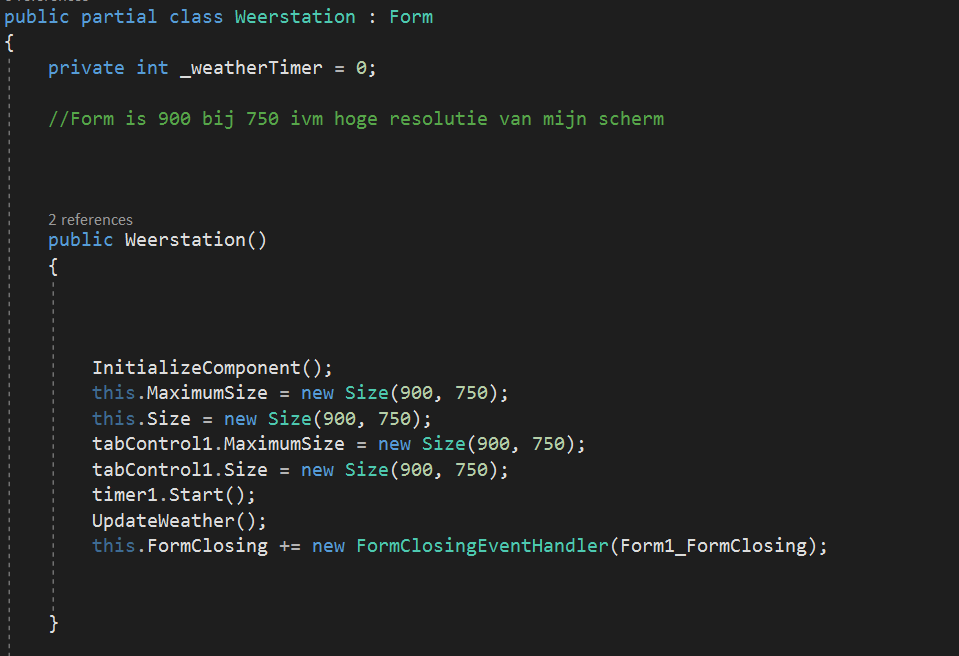 public partial class Weerstation : Form
{
private int _weatherTimer = 0;
//Form is 900 bij 750 ivm hoge resolutie van mijn scherm
2 references
public Weerstation()
{
InitializeComponent();
this.MaximumSize = new Size(900, 750);
this.Size = new Size(900, 750);
tabControl1.MaximumSize = new Size(900, 750);
tabControl1.Size = new Size(900, 750);
timer1.Start();
UpdateWeather();
this.FormClosing += new FormClosingEventHandler(Form1_FormClosing);
}